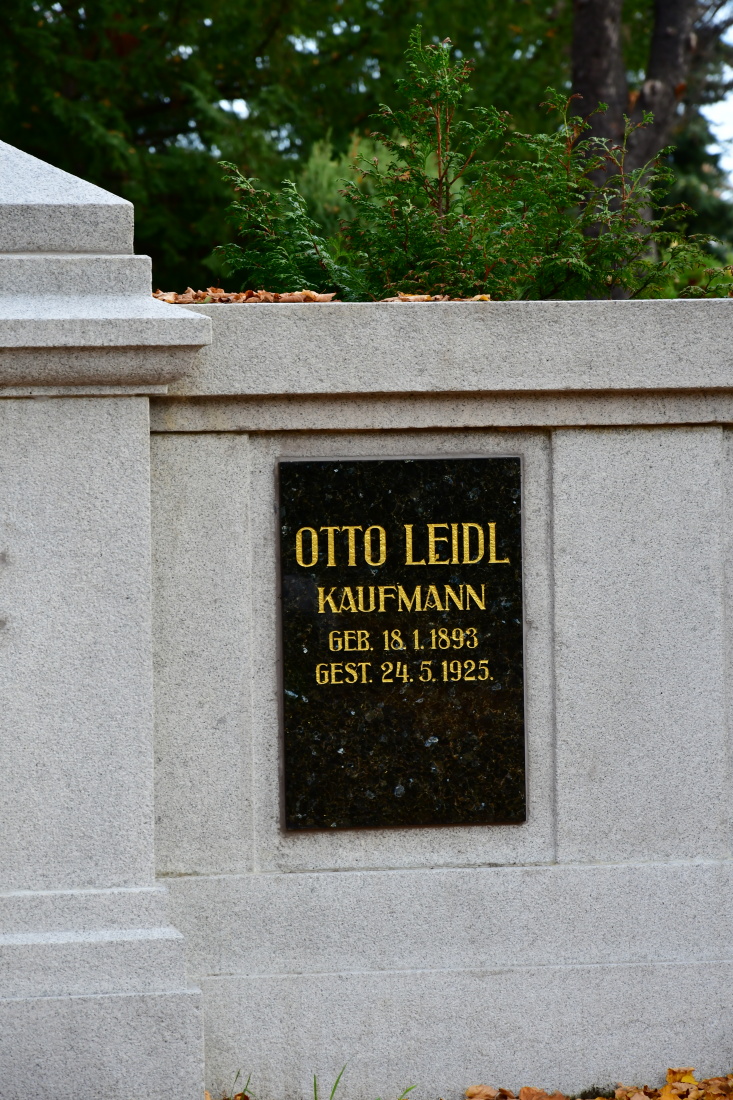 OTTO LEIDL
KAUFMANN
GEB. 18. 1. 1893
GEST. 24. 5. 1925.